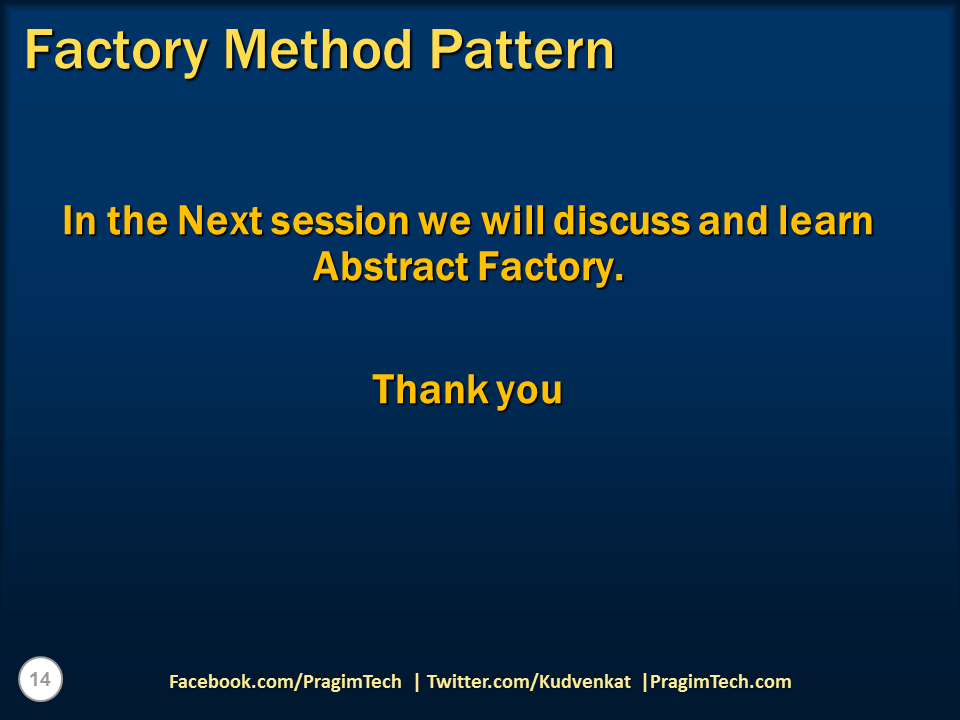 Factory Method Pattern
In the Next session we will discuss and learn
Abstract Factory.
Thank you
14
Facebook.com/PragimTech | Twitter.com/Kudvenkat |PragimTech.com